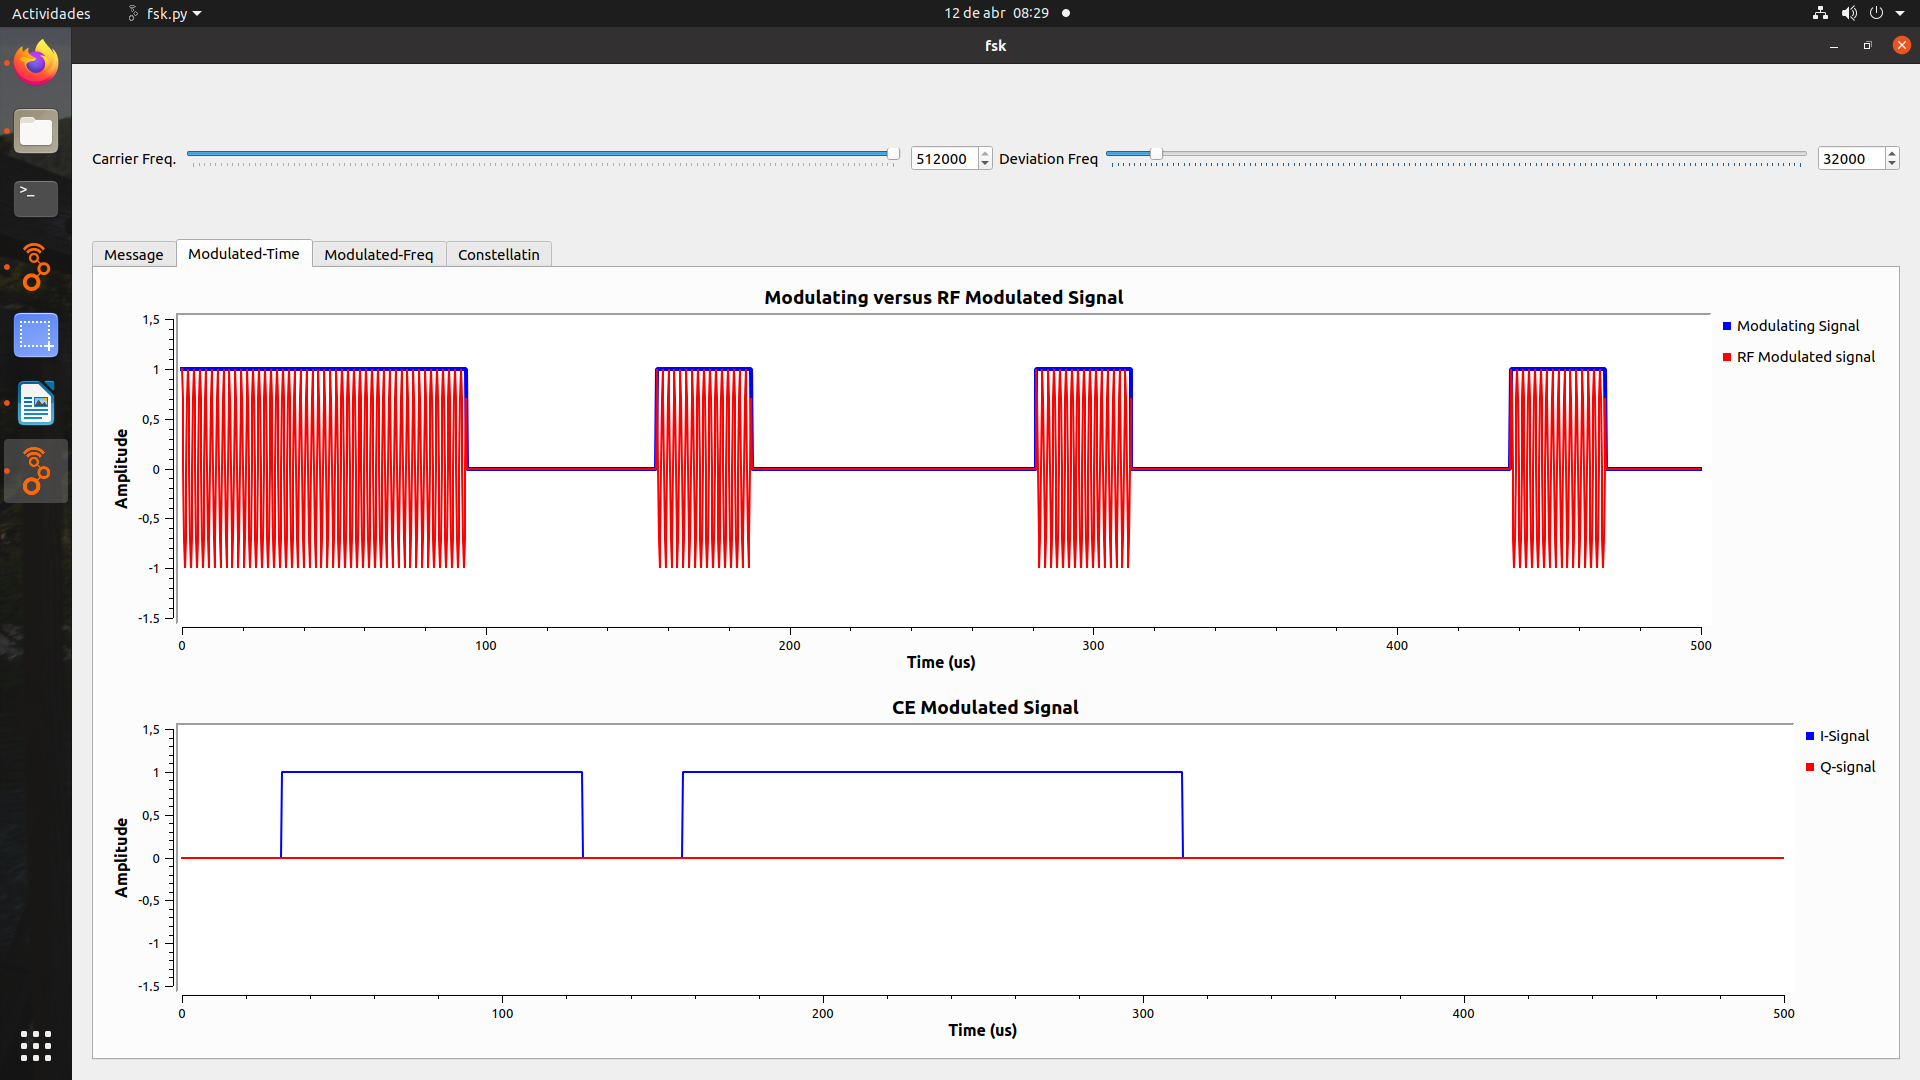 Actividades
fsk.py
12 de abr 08:29
fsk
Carrier Freq.
512000
Deviation Freq
32000
Message
Modulated-Time
Modulated-Freq
Constellatin
Modulating versus RF Modulated Signal
Modulating Signal
RF Modulated signal
Amplitude
1,5
1
0,5
0
-0,5
-1
-1.5
0 100 200 300 400 500
Time (us)
CE Modulated Signal
I-Signal
Q-signal
Amplitude
1,5
1
0,5
0
-0,5
-1
-1.5
0 100 200 300 400 500
Time (us)